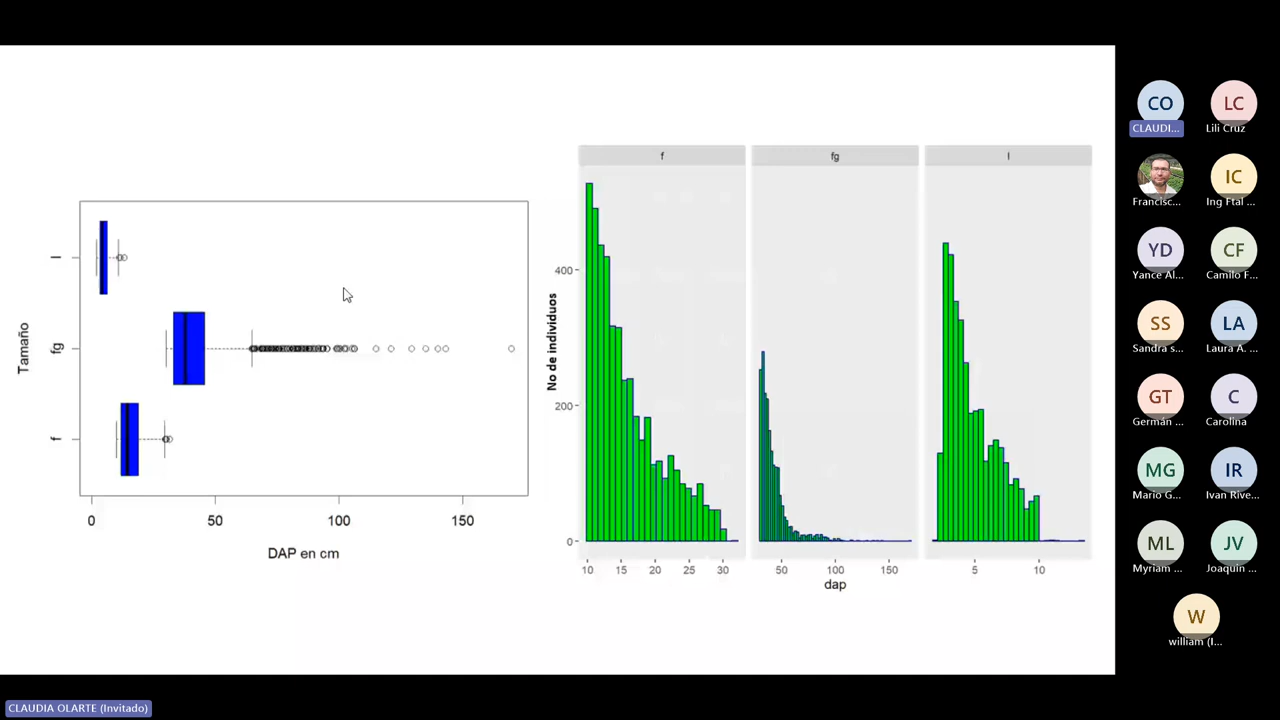 Tamaño
l
fg
f
0 50 100 150
DAP en cm
f fg l
No de individuos
400
200
0
10 15 20 25 30
50 100 150
5 10
dap
CO LC
CLAUDI... Lili Cruz
IC
Francisc... Ing Ftal ...
YD CF
Yance Al... Camilo F...
SS LA
Sandra s... Laura A. ...
GT C
Germán ... Carolina
MG IR
Mario G... Ivan Rive...
ML JV
Myriam ... Joaquin ...
W
william (I...
CLAUDIA OLARTE (Invitado)